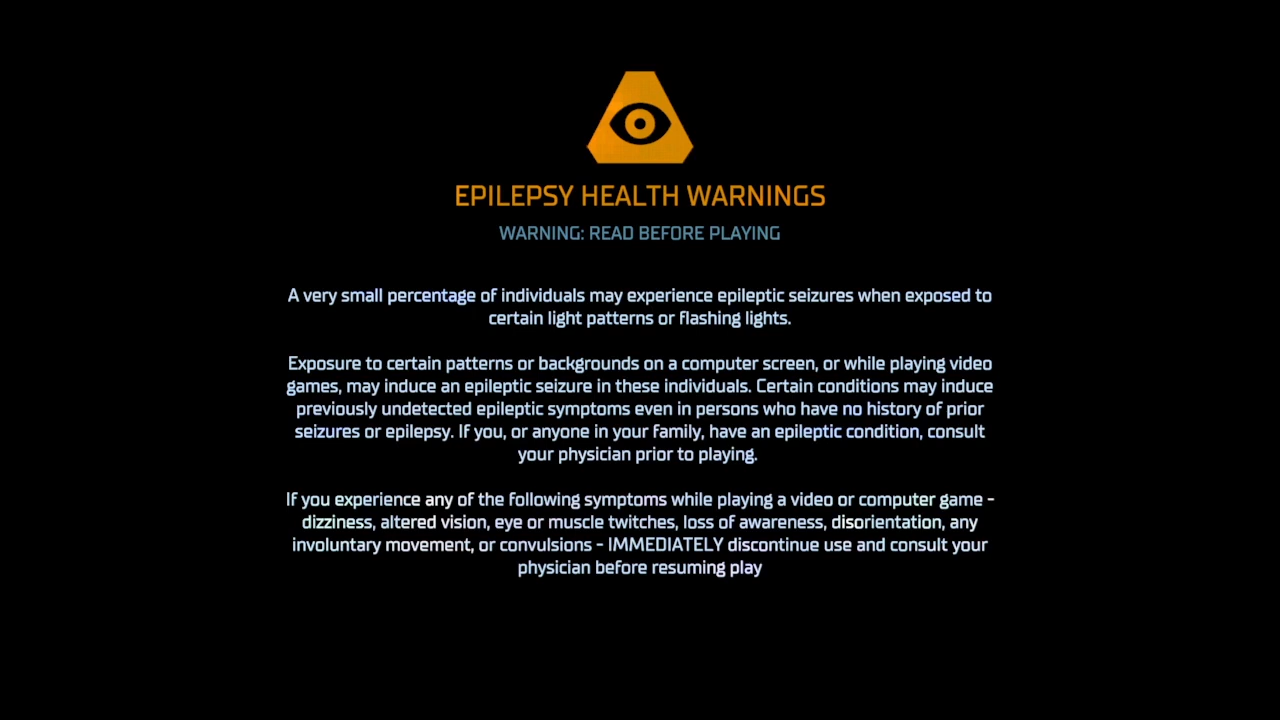 EPILEPSY HEALTH WARNINGS
WARNING: READ BEFORE PLAYING
A very small percentage of individuals may experience epileptic seizures when exposed to
certain light patterns or flashing lights.
Exposure to certain patterns or backgrounds on a computer screen, or while playing video
games, may induce an epileptic seizure in these individuals. Certain conditions may induce
previously undetected epileptic symptoms even in persons who have no history of prior
seizures or epilepsy. If you, or anyone in your family, have an epileptic condition, consult
your physician prior to playing.
If you experience any of the following symptoms while playing a video or computer game -
dizziness, altered vision, eye or muscle twitches, loss of awareness, disorientation, any
involuntary movement, or convulsions - IMMEDIATELY discontinue use and consult your
physician before resuming play